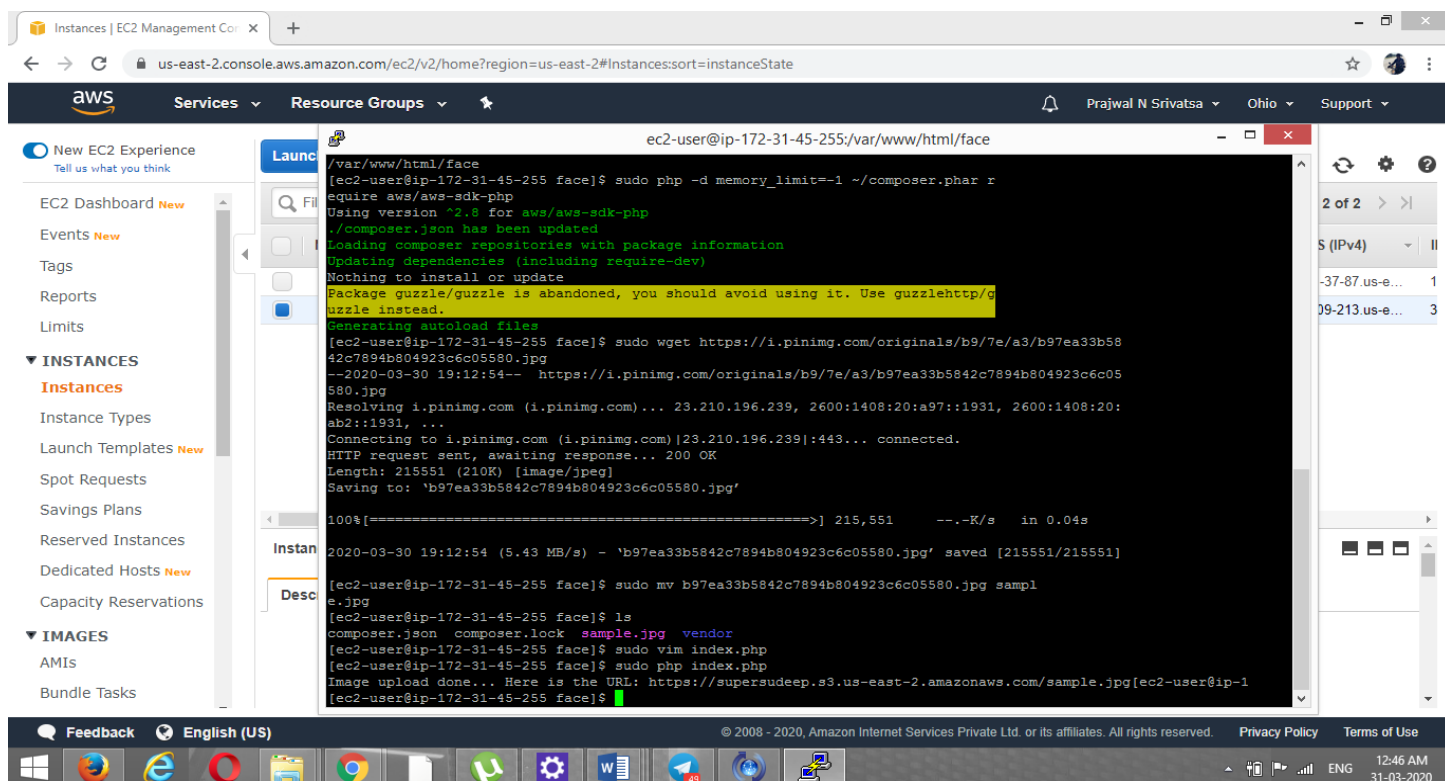 Instances | EC2 Management Con
us-east-2.console.aws.amazon.com/ec2/v2/home?region=us-east-2#Instances:sort=instanceState
aws Services Resource Groups Prajwal N Srivatsa Ohio Support
New EC2 Experience
Tell us what you think
EC2 Dashboard New
Events New
Tags
Reports
Limits
INSTANCES
Instances
Instance Types
Launch Templates New
Spot Requests
Savings Plans
Reserved Instances
Dedicated Hosts New
Capacity Reservations
IMAGES
AMIs
Bundle Tasks
Launc
Fil
Instan
Desc
ec2-user@ip-172-31-45-255:/var/www/html/face
/var/www/html/face
[ec2-user@ip-172-31-45-255 face]$ sudo php -d memory_limit=-1 ~/composer.phar r
equire aws/aws-sdk-php
Using version ^2.8 for aws/aws-sdk-php
./composer.json has been updated
Loading composer repositories with package information
Updating dependencies (including require-dev)
Nothing to install or update
Package guzzle/guzzle is abandoned, you should avoid using it. Use guzzlehttp/g
uzzle instead.
Generating autoload files
[ec2-user@ip-172-31-45-255 face]$ sudo wget https://i.pinimg.com/originals/b9/7e/a3/b97ea33b58
42c7894b804923c6c05580.jpg
--2020-03-30 19:12:54--  https://i.pinimg.com/originals/b9/7e/a3/b97ea33b5842c7894b804923c6c05
580.jpg
Resolving i.pinimg.com (i.pinimg.com)... 23.210.196.239, 2600:1408:20:a97::1931, 2600:1408:20:
ab2::1931, ...
Connecting to i.pinimg.com (i.pinimg.com)|23.210.196.239|:443... connected.
HTTP request sent, awaiting response... 200 OK
Length: 215551 (210K) [image/jpeg]
Saving to: ‘b97ea33b5842c7894b804923c6c05580.jpg’
100%[======================================================>] 215,551     --.-K/s   in 0.04s
2020-03-30 19:12:54 (5.43 MB/s) - ‘b97ea33b5842c7894b804923c6c05580.jpg’ saved [215551/215551]
[ec2-user@ip-172-31-45-255 face]$ sudo mv b97ea33b5842c7894b804923c6c05580.jpg sampl
e.jpg
[ec2-user@ip-172-31-45-255 face]$ ls
composer.json  composer.lock  sample.jpg  vendor
[ec2-user@ip-172-31-45-255 face]$ sudo vim index.php
[ec2-user@ip-172-31-45-255 face]$ sudo php index.php
Image upload done... Here is the URL: https://supersudeep.s3.us-east-2.amazonaws.com/sample.jpg[ec2-user@ip-1
[ec2-user@ip-172-31-45-255 face]$
2 of 2
S (IPv4)
-37-87.us-e... 1
09-213.us-e... 3
Feedback English (US) © 2008 - 2020, Amazon Internet Services Private Ltd. or its affiliates. All rights reserved. Privacy Policy Terms of Use
ENG 12:46 AM
31-03-2020